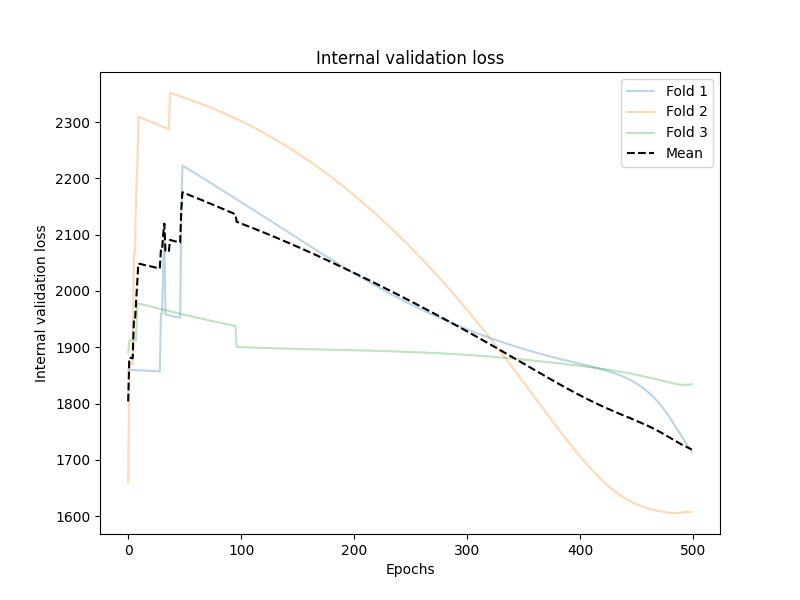 Internal validation loss
Fold 1
Fold 2
Fold 3
Mean
Internal validation loss
2300
2200
2100
2000
1900
1800
1700
1600
0 100 200 300 400 500
Epochs